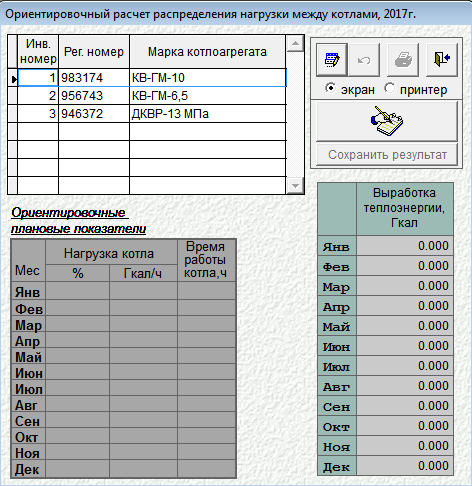 Ориентировочный расчет распределения нагрузки между котлами, 2017г.
Инв. номер Рег. номер Марка котлоагрегата
1 983174 КВ-ГМ-10
2 956743 КВ-ГМ-6,5
3 946372 ДКВР-13 МПа
экран принтер
Сохранить результат
Ориентировочные
плановые показатели
Мес Нагрузка котла Время работы котла,ч
% Гкал/ч
Янв
Фев
Мар
Апр
Май
Июн
Июл
Авг
Сен
Окт
Ноя
Дек
Выработка
теплоэнергии,
Гкал
Янв 0.000
Фев 0.000
Мар 0.000
Апр 0.000
Май 0.000
Июн 0.000
Июл 0.000
Авг 0.000
Сен 0.000
Окт 0.000
Ноя 0.000
Дек 0.000